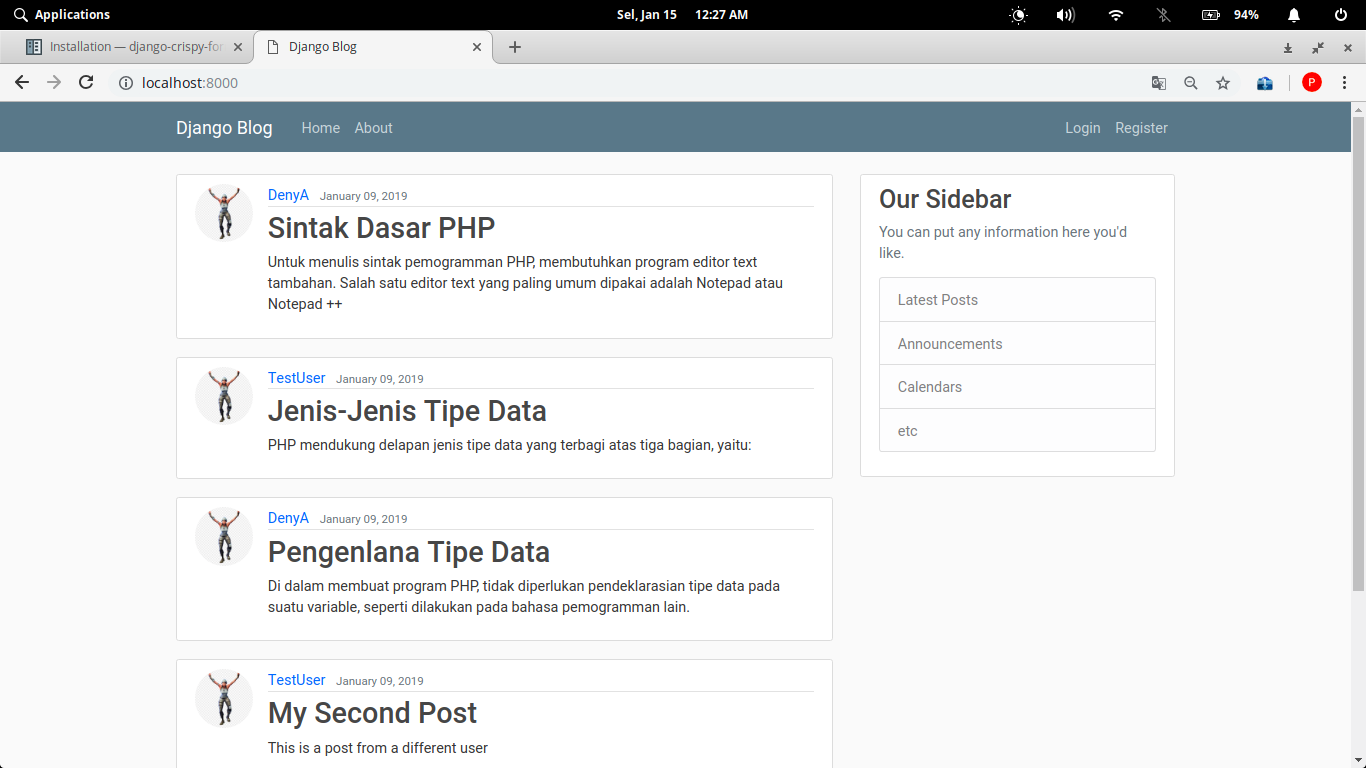 Applications
Sel, Jan 15 12:27 AM
94%
Installation — django-crispy-for
Django Blog
localhost:8000
P
Django Blog Home About Login Register
DenyA January 09, 2019
Sintak Dasar PHP
Untuk menulis sintak pemogramman PHP, membutuhkan program editor text
tambahan. Salah satu editor text yang paling umum dipakai adalah Notepad atau
Notepad ++
TestUser January 09, 2019
Jenis-Jenis Tipe Data
PHP mendukung delapan jenis tipe data yang terbagi atas tiga bagian, yaitu:
DenyA January 09, 2019
Pengenlana Tipe Data
Di dalam membuat program PHP, tidak diperlukan pendeklarasian tipe data pada
suatu variable, seperti dilakukan pada bahasa pemogramman lain.
TestUser January 09, 2019
My Second Post
This is a post from a different user
Our Sidebar
You can put any information here you'd
like.
Latest Posts
Announcements
Calendars
etc